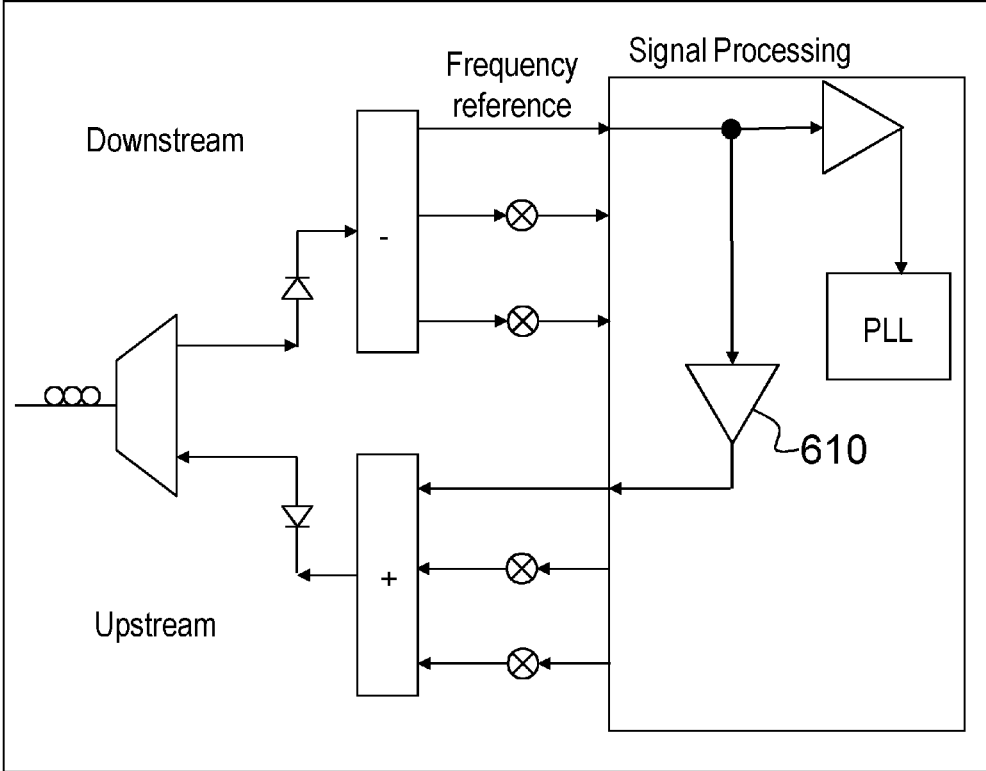 Signal Processing
Frequency
reference
Downstream
-
PLL
610
+
Upstream